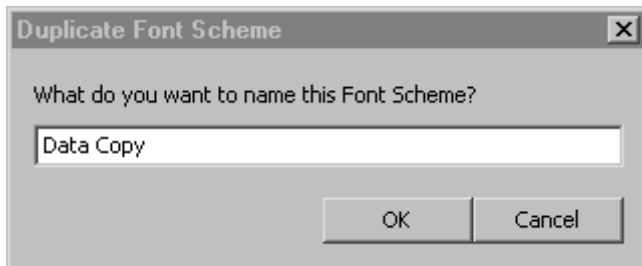 Duplicate Font Scheme
What do you want to name this Font Scheme?
Data Copy
OK Cancel